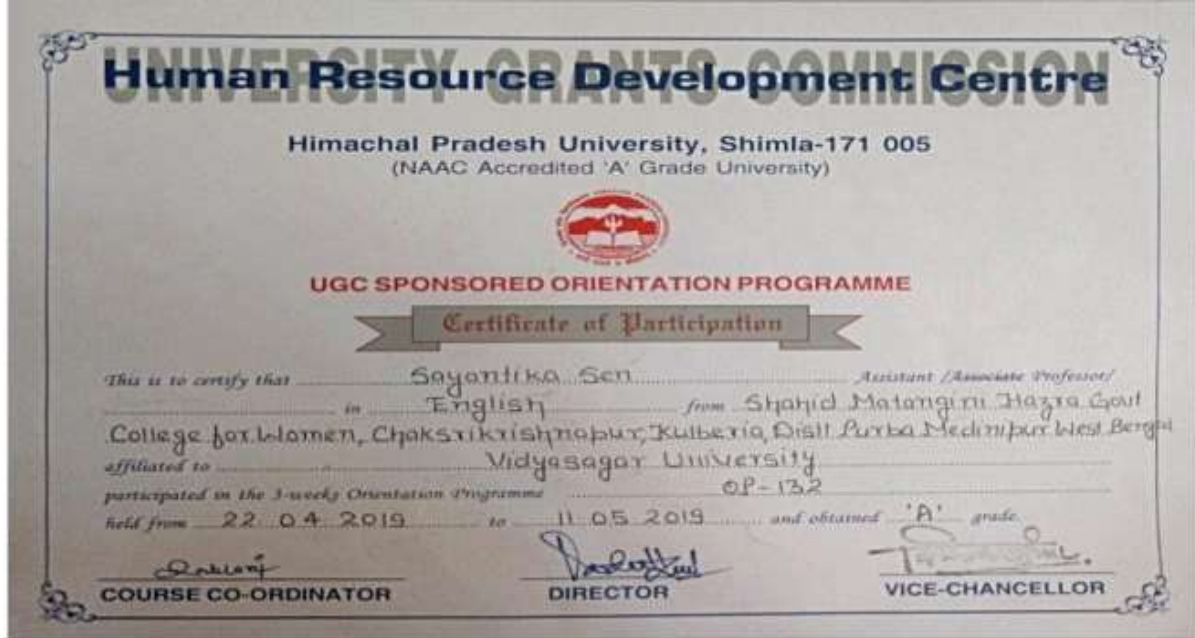 UNIVERSITY GRANTS COMMISSION
Human Resource Development Centre
Himachal Pradesh University, Shimla-171 005
(NAAC Accredited 'A' Grade University)
UGC SPONSORED ORIENTATION PROGRAMME
Certificate of Participation
This is to certify that Sayantika Sen Assistant /Associate Professor/
in English from Shahid Matangini Hazra Govt
College for Women, Chaksrikrishnapur, Kulberia, Distt Purba Medinipur West Bengal
affiliated to Vidyasagar University
participated in the 3-weeks Orientation Programme OP-132
held from 22.04.2019 to 11.05.2019 and obtained 'A' grade.
COURSE CO-ORDINATOR DIRECTOR VICE-CHANCELLOR